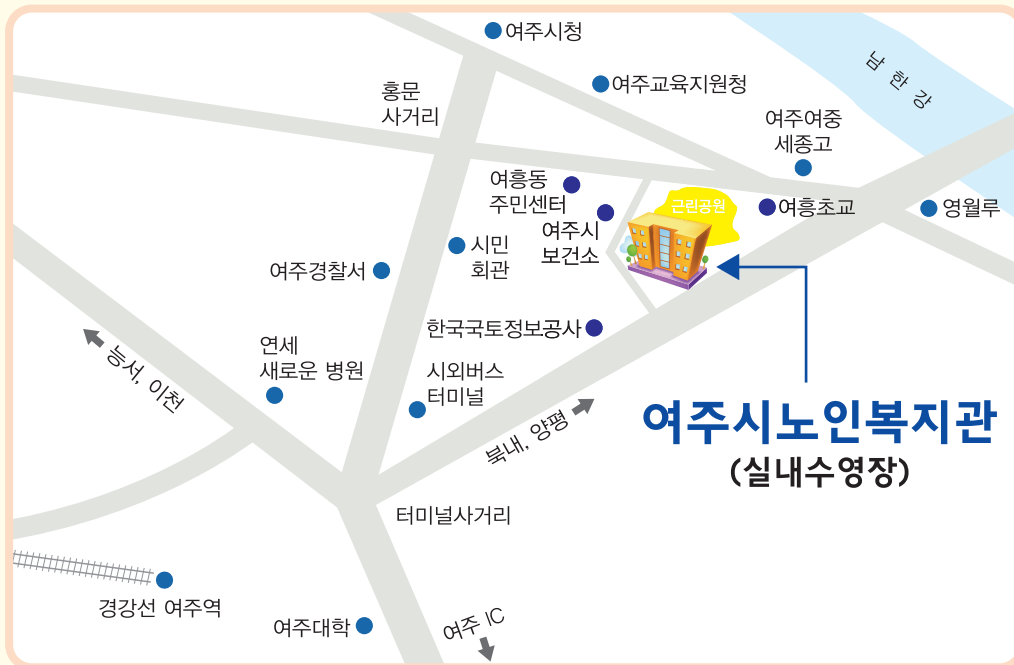 여주시청
여주교육지원청
남 한 강
홍문
사거리
여주여중
세종고
여흥동
주민센터
근린공원
여흥초교
영월루
여주시
보건소
시민
회관
여주경찰서
한국국토정보공사
능서, 이천
연세
새로운 병원
시외버스
터미널
북내, 양평
여주시노인복지관
(실내수영장)
터미널사거리
경강선 여주역
여주대학
여주 IC